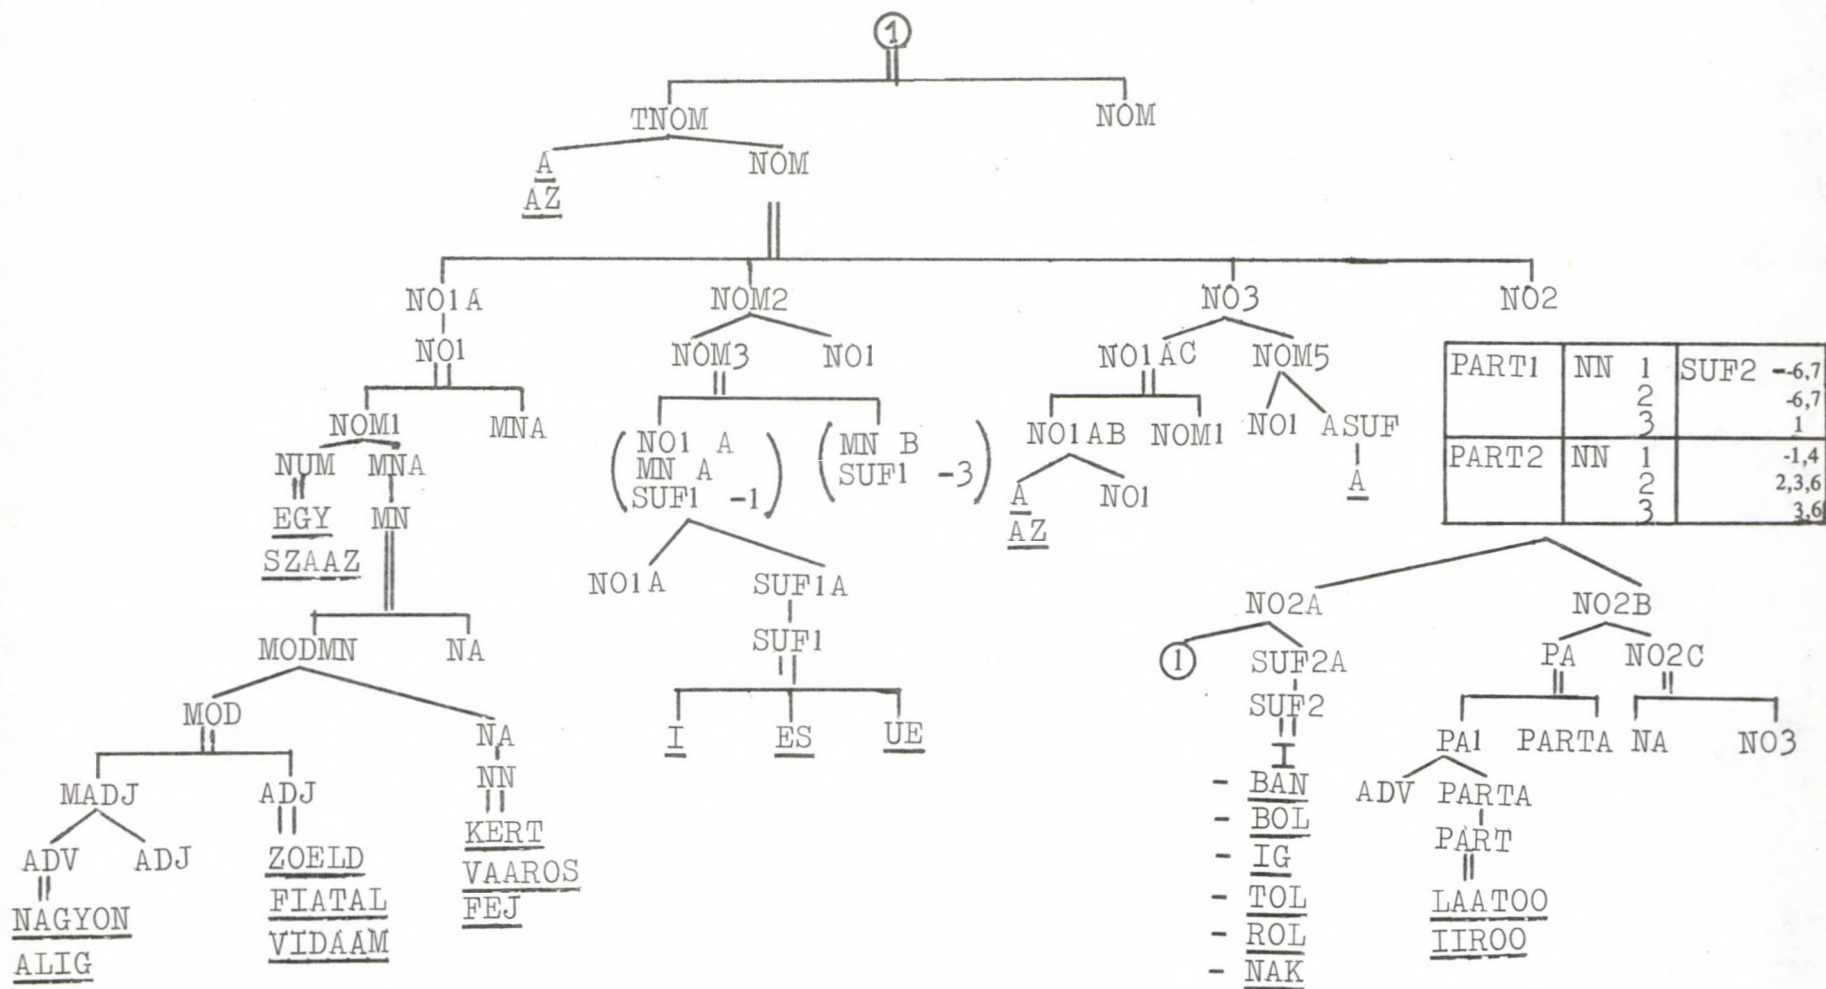 1
TNOM NOM
A NOM
AZ
NO1A NOM2 NO3 NO2
NO1 NOM3 NO1 NO1AC NOM5
PART1 NN 1 SUF2 --6,7
2 -6,7
3 1
PART2 NN 1 -1,4
2 2,3,6
3 3,6
NOM1 MNA
NO1 A
MN A
SUF1 -1
MN B
SUF1 -3
NO1AB NOM1 NO1 ASUF
NUM MNA
A NO1 A
AZ
EGY MN
SZAAZ
NO1A SUF1A
NO2A NO2B
MODMN NA SUF1
1 SUF2A PA NO2C
MOD NA SUF2
I ES UE
PA1 PARTA NA NO3
MADJ ADJ NN
I
- BAN
- BOL
- IG
- TOL
- ROL
- NAK
ADV PARTA
PART
LAATOO
IIROO
ADV ADJ
ZOELD
FIATAL
VIDAAM
KERT
VAAROS
FEJ
NAGYON
ALIG